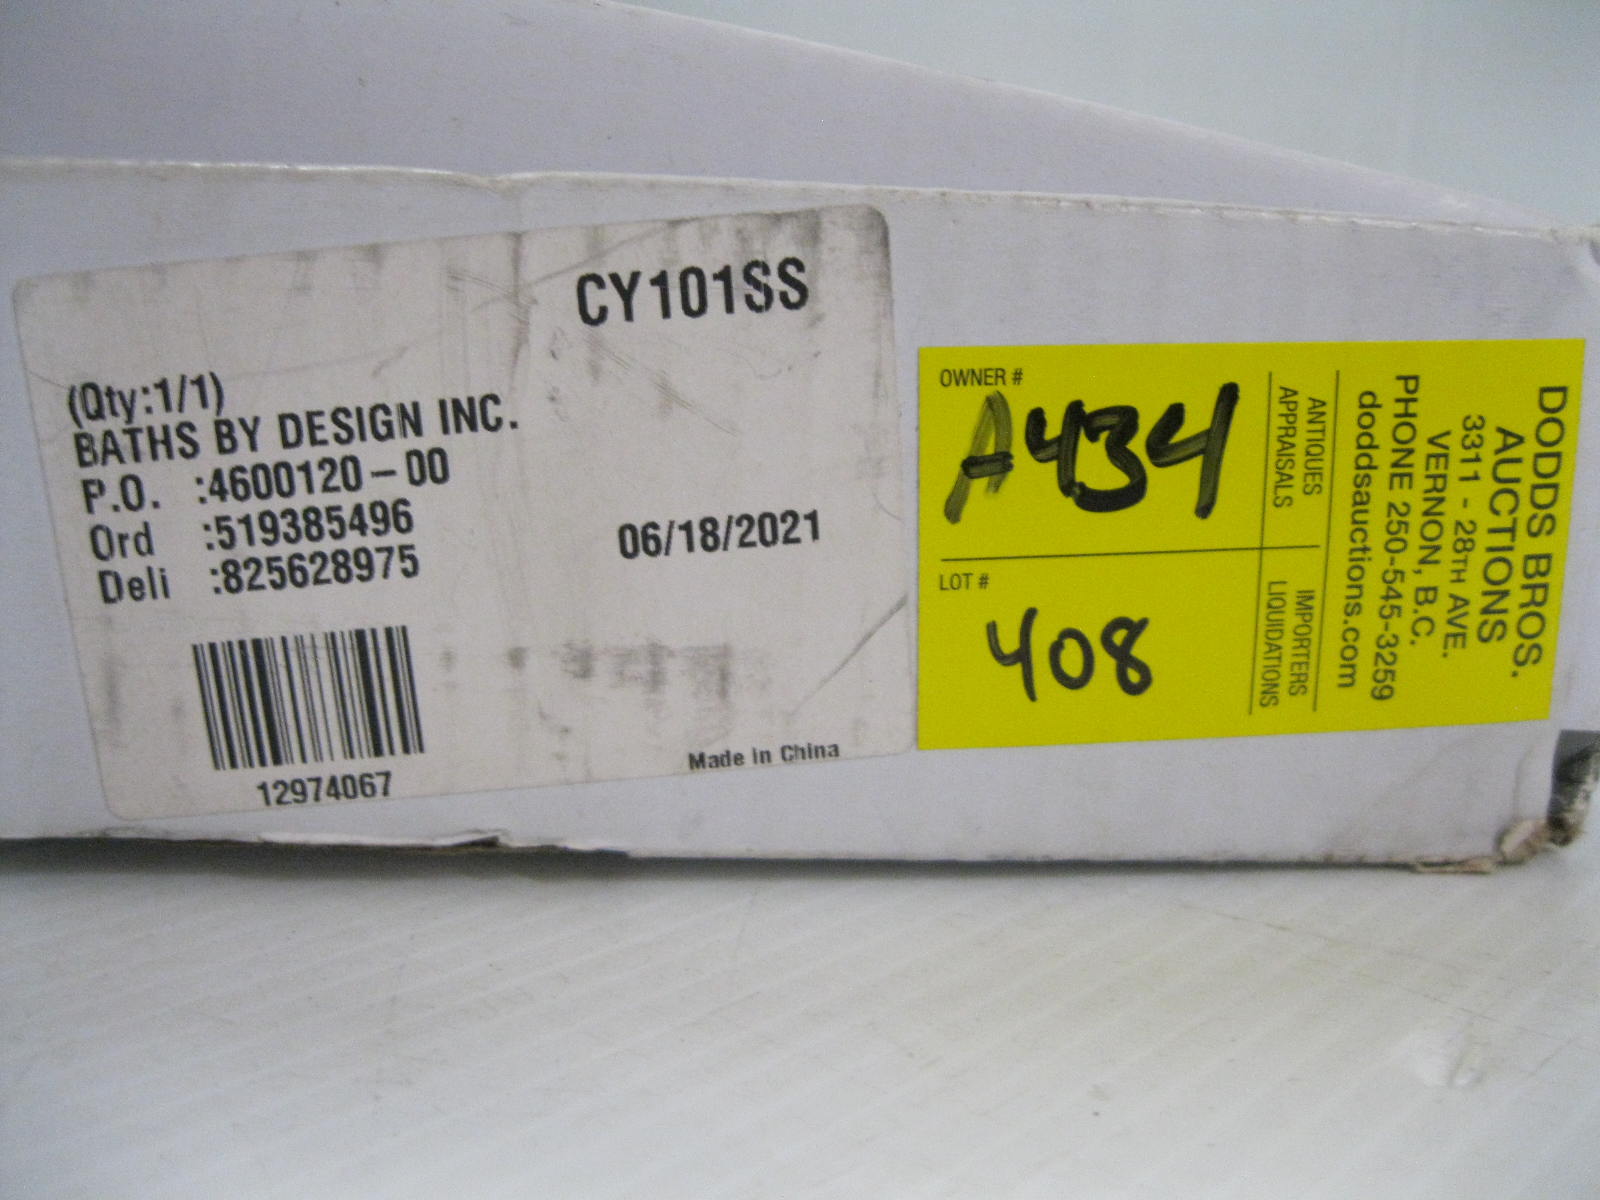 CY101SS
(Qty:1/1)
BATHS BY DESIGN INC.
P.O. :4600120-00
Ord :519385496
Deli :825628975
06/18/2021
12974067
Made in China
OWNER #
A434
LOT #
408
ANTIQUES
APPRAISALS
IMPORTERS
LIQUIDATIONS
DODDS BROS.
AUCTIONS
3311 - 28TH AVE.
VERNON, B.C.
PHONE 250-545-3259
doddsauctions.com